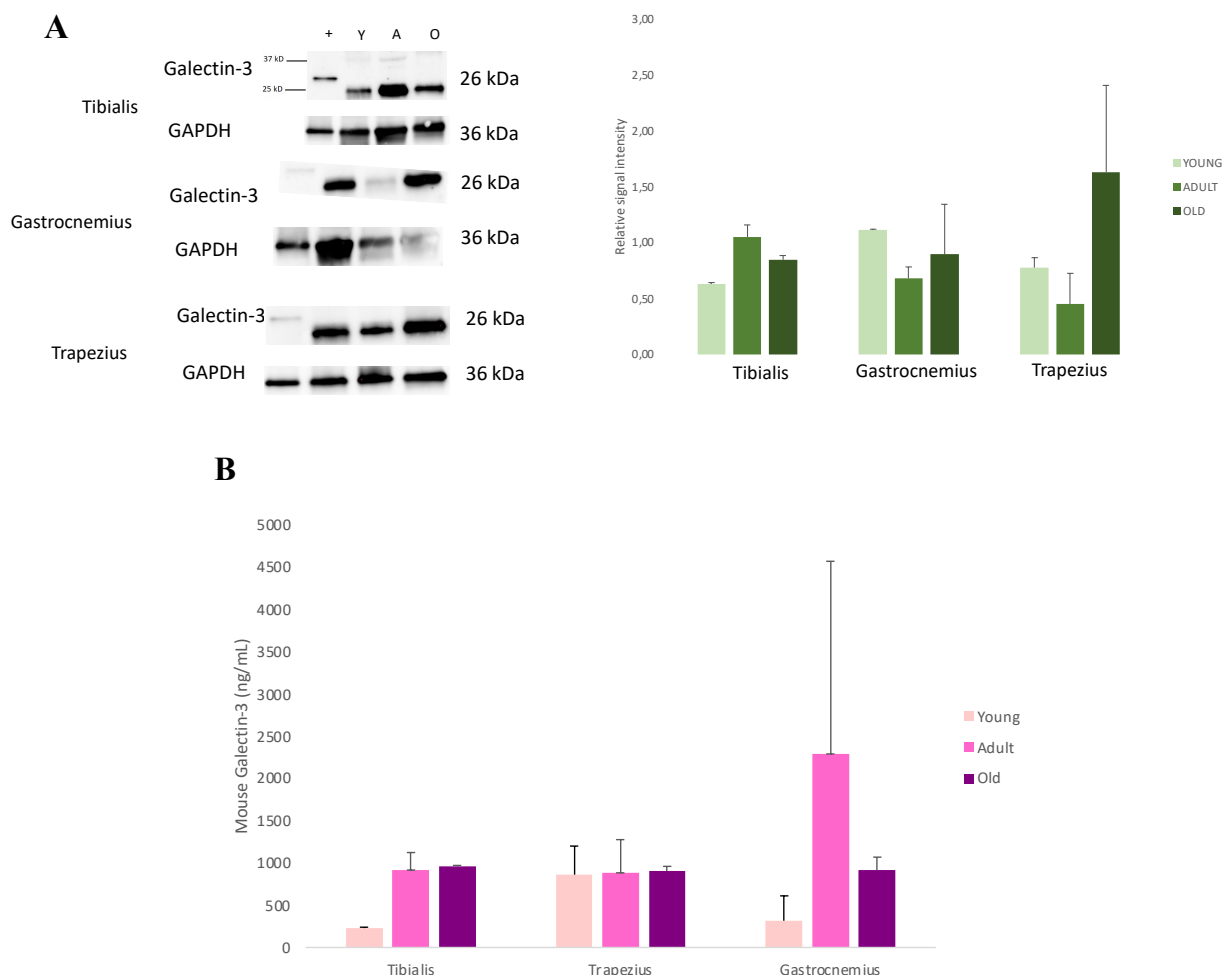 A
+ Y A O
Galectin-3
37 kD
25 kD
26 kDa
Tibialis
GAPDH
36 kDa
Galectin-3
26 kDa
Gastrocnemius
GAPDH
36 kDa
Galectin-3
26 kDa
Trapezius
GAPDH
36 kDa
Relative signal intensity
3,00
2,50
2,00
1,50
1,00
0,50
0,00
Tibialis Gastrocnemius Trapezius
YOUNG
ADULT
OLD
B
Mouse Galectin-3 (ng/mL)
5000
4500
4000
3500
3000
2500
2000
1500
1000
500
0
Tibialis Trapezius Gastrocnemius
Young
Adult
Old